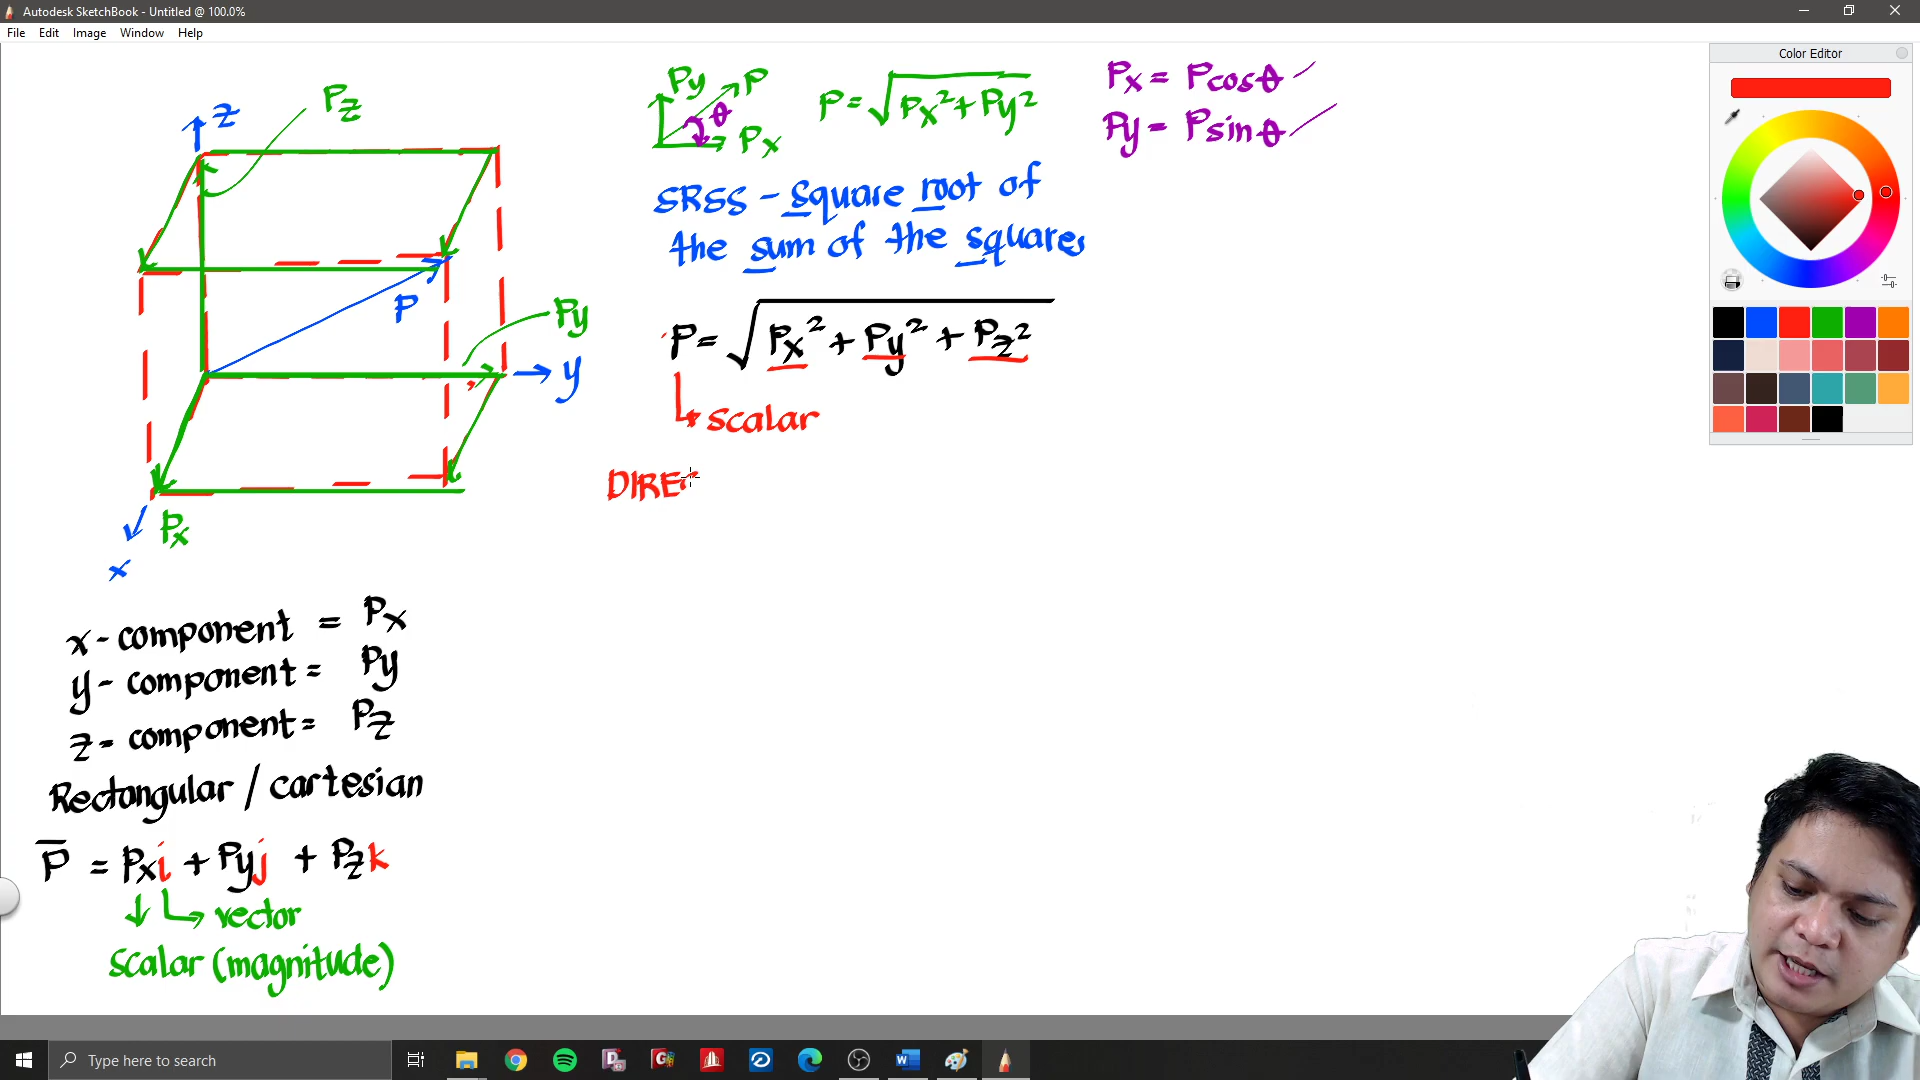 Autodesk SketchBook - Untitled @ 100.0%
File Edit Image Window Help
Color Editor
z
Pz
P
Py
y
Px
x
x - component = Px
y - component = Py
z - component = Pz
Rectangular / cartesian
P̅ = Pxi + Pyj + Pzk
vector
scalar (magnitude)
Py P
θ
Px
P = √Px² + Py²
Px = Pcosθ
Py = Psinθ
SRSS - Square root of
the sum of the squares
P = √Px² + Py² + Pz²
scalar
DIREC
Type here to search